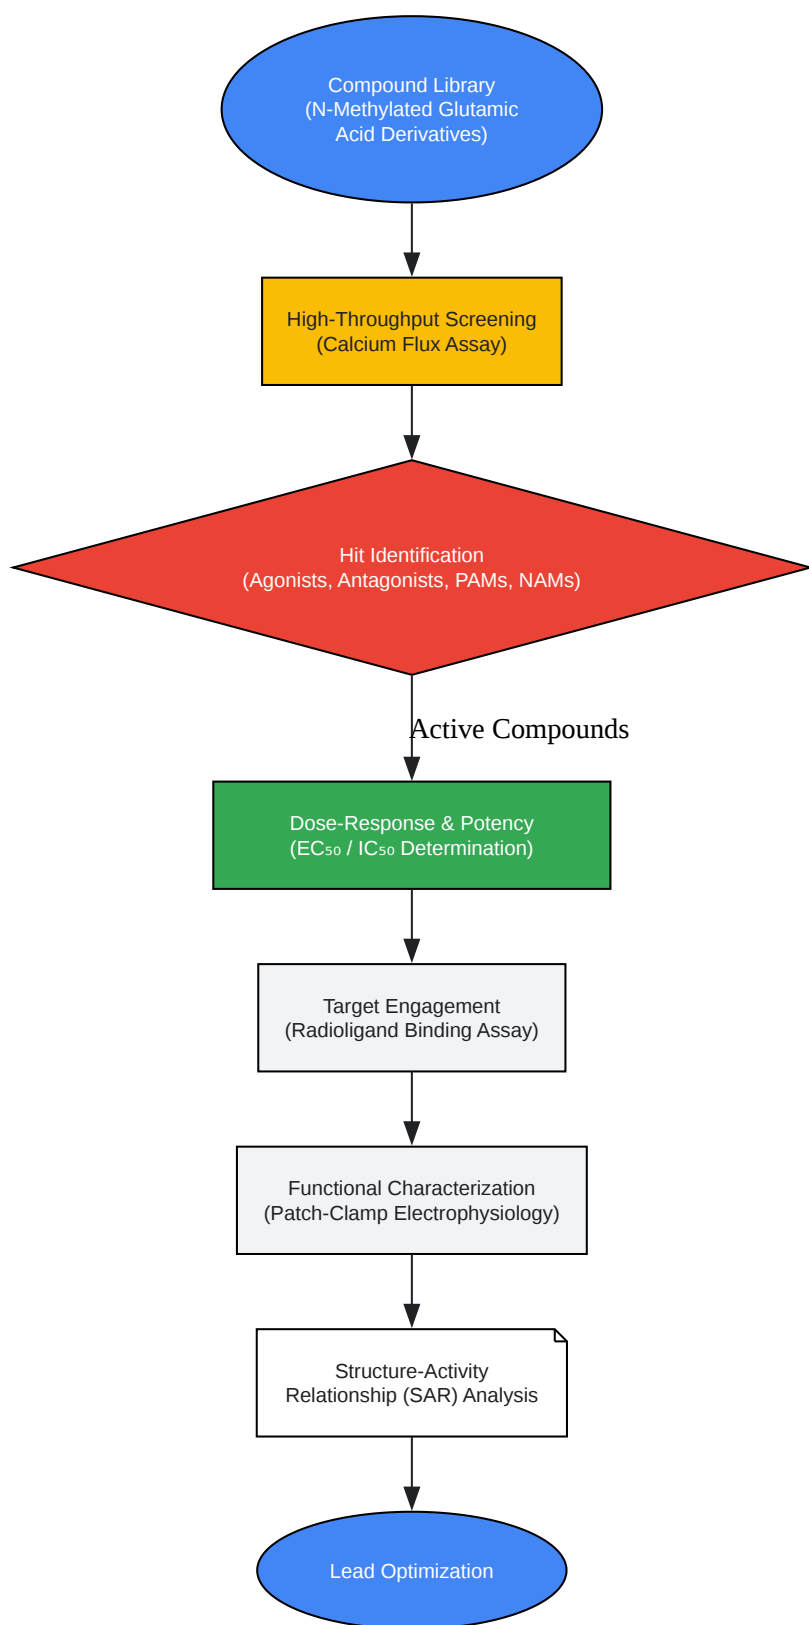 Compound Library
(N-Methylated Glutamic
Acid Derivatives)
High-Throughput Screening
(Calcium Flux Assay)
Hit Identification
(Agonists, Antagonists, PAMs, NAMs)
Active Compounds
Dose-Response & Potency
(EC₅₀ / IC₅₀ Determination)
Target Engagement
(Radioligand Binding Assay)
Functional Characterization
(Patch-Clamp Electrophysiology)
Structure-Activity
Relationship (SAR) Analysis
Lead Optimization